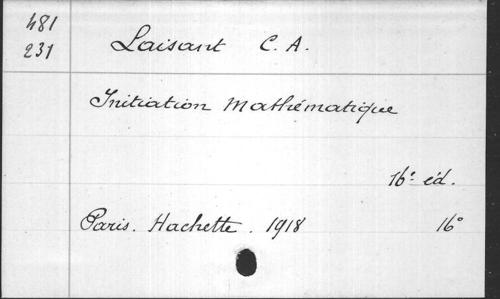 481
231
Laisant C. A.
Initiation Mathématique
16e éd.
Paris. Hachette. 1918 16°